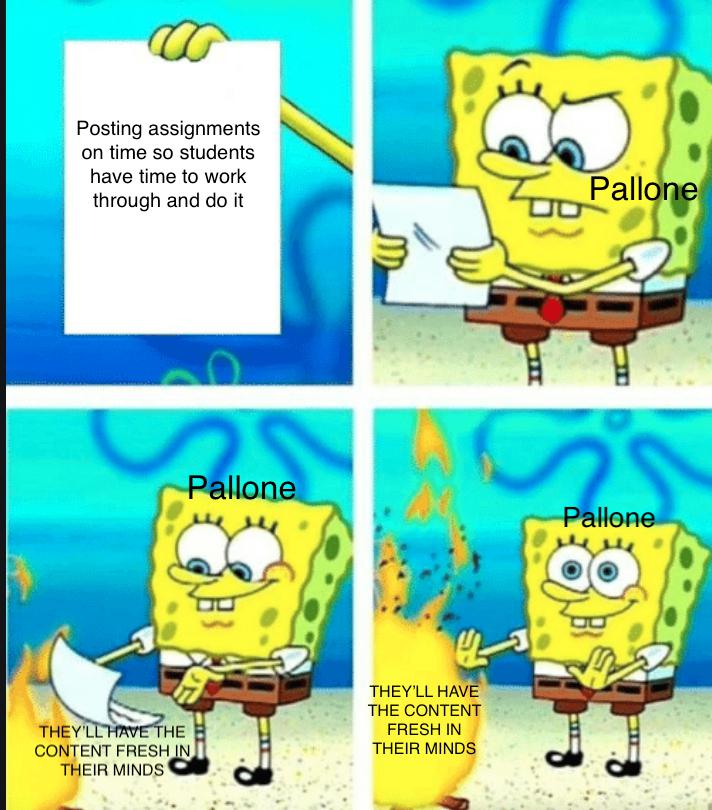 Posting assignments
on time so students
have time to work
through and do it
Pallone
Pallone
THEY'LL HAVE THE
CONTENT FRESH IN
THEIR MINDS
Pallone
THEY'LL HAVE
THE CONTENT
FRESH IN
THEIR MINDS